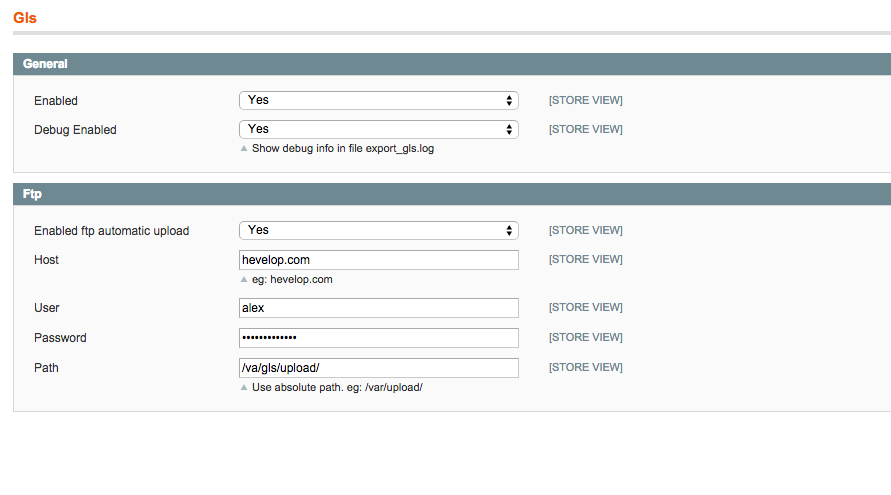 Gls
General
Enabled Yes [STORE VIEW]
Debug Enabled Yes [STORE VIEW]
Show debug info in file export_gls.log
Ftp
Enabled ftp automatic upload Yes [STORE VIEW]
Host hevelop.com [STORE VIEW]
eg: hevelop.com
User alex [STORE VIEW]
Password ••••••••••••• [STORE VIEW]
Path /va/gls/upload/ [STORE VIEW]
Use absolute path. eg: /var/upload/